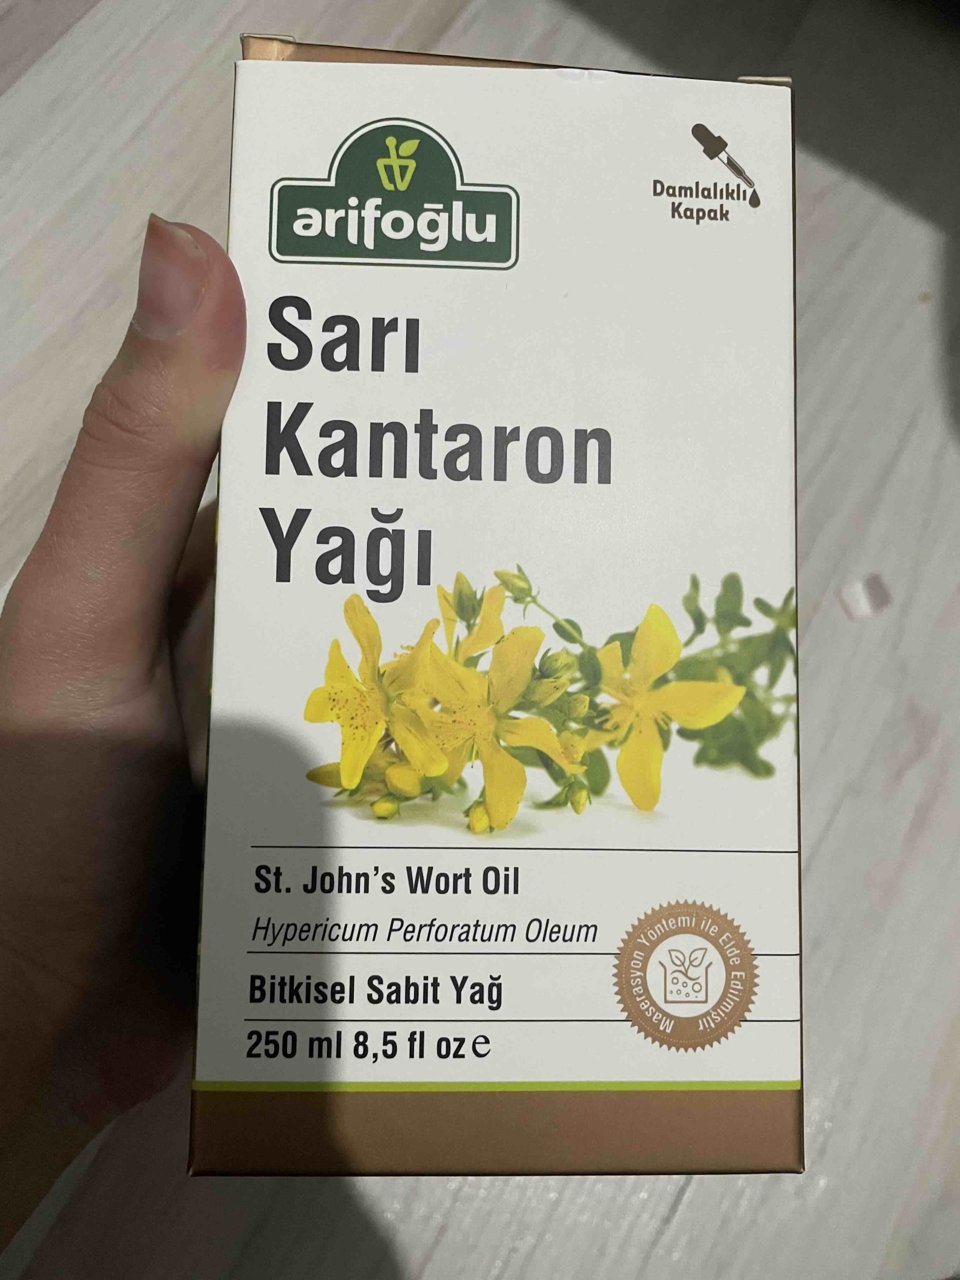 arifoğlu
Damlalıklı
Kapak
Sarı
Kantaron
Yağı
St. John's Wort Oil
Hypericum Perforatum Oleum
Maserasyon Yöntemi ile Elde Edilmiştir
Bitkisel Sabit Yağ
250 ml 8,5 fl oz e